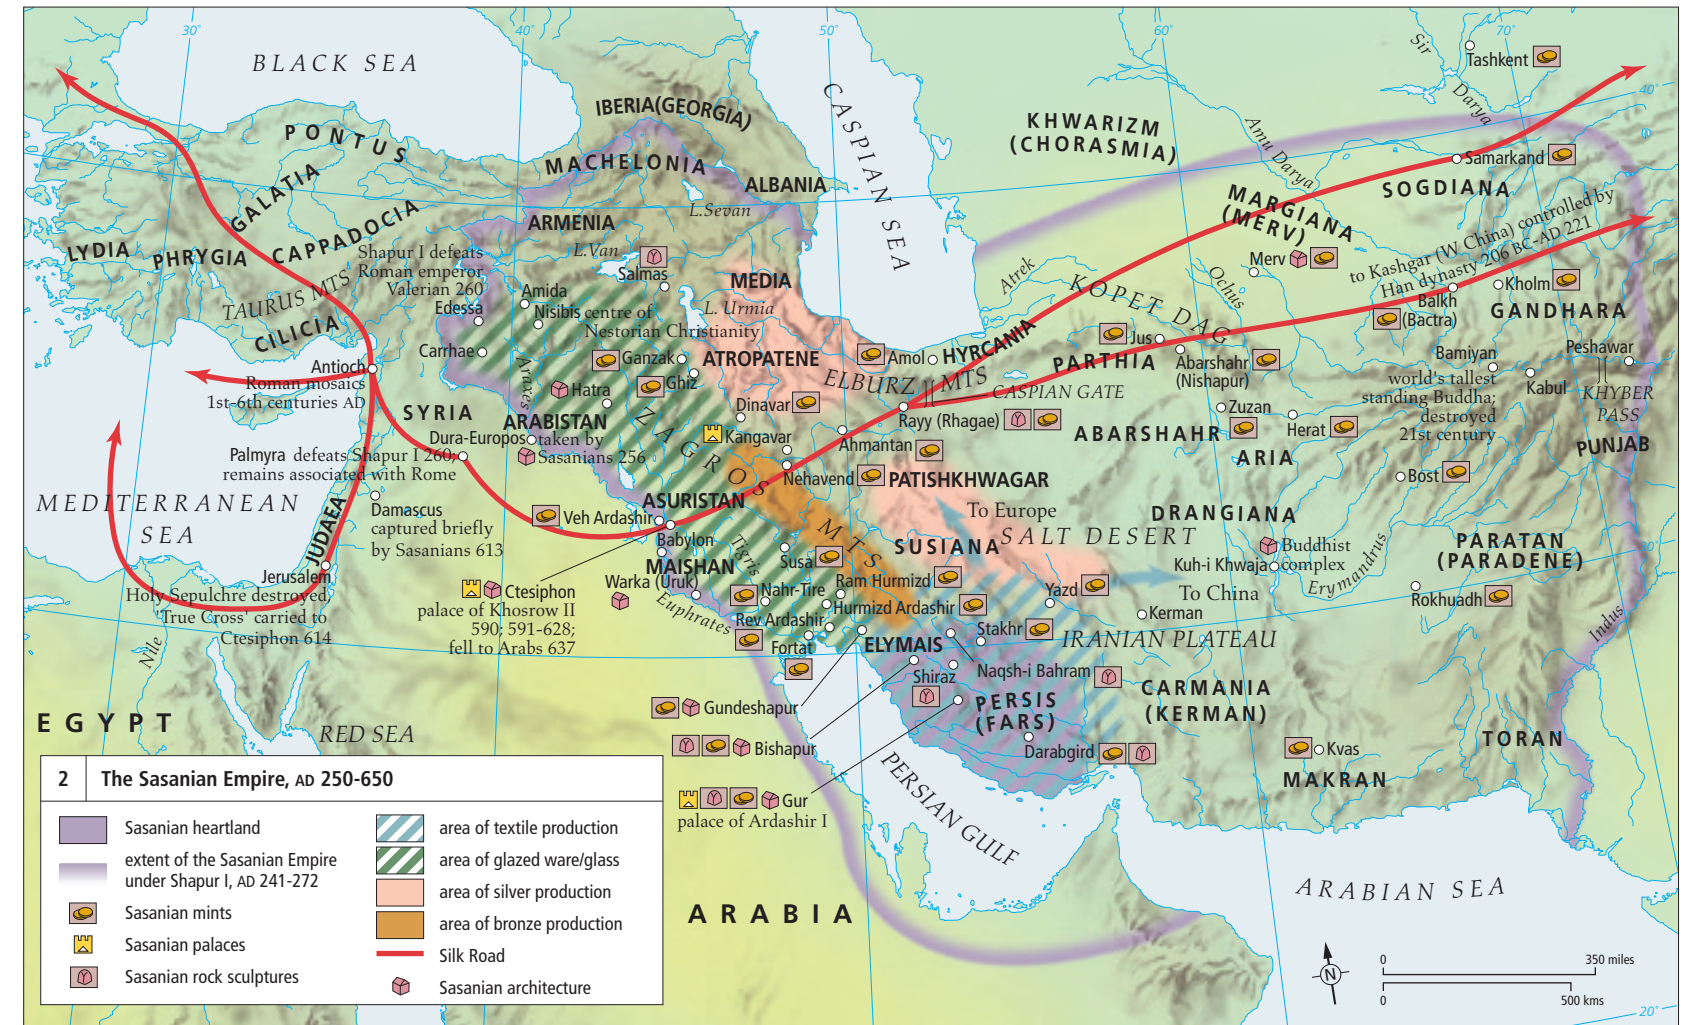 30°
40°
50°
60°
70°
BLACK SEA
CASPIAN SEA
Sir
Darya
Tashkent
40°
IBERIA(GEORGIA)
KHWARIZM
(CHORASMIA)
Amu Darya
PONTUS
MACHELONIA
ALBANIA
Samarkand
SOGDIANA
GALATIA
MARGIANA
(MERV)
L.Sevan
ARMENIA
CAPPADOCIA
LYDIA
PHRYGIA
to Kashgar (W China) controlled by
Han dynasty 206 BC-AD 221
Shapur I defeats
Roman emperor
Valerian 260
L.Van
Salmas
MEDIA
Merv
Atrek
KOPET DAG
Ochus
Kholm
Balkh
(Bactra)
GANDHARA
TAURUS MTS
CILICIA
Edessa
Amida
Nisibis centre of
Nestorian Christianity
L. Urmia
Carrhae
Ganzak
ATROPATENE
Amol
HYRCANIA
Jus
PARTHIA
Abarshahr
(Nishapur)
Bamiyan
world's tallest
standing Buddha;
destroyed
21st century
Kabul
Peshawar
KHYBER
PASS
Antioch
Roman mosaics
1st-6th centuries AD
Araxes
Hatra
Ghiz
ELBURZ MTS
CASPIAN GATE
SYRIA
ARABISTAN
Dinavar
Rayy (Rhagae)
Zuzan
Herat
ABARSHAHR
ARIA
PUNJAB
Dura-Europos taken by
Sasanians 256
Kangavar
Ahmantan
Palmyra defeats Shapur I 260;
remains associated with Rome
ZAGROS MTS
Nehavend
PATISHKHWAGAR
Bost
MEDITERRANEAN
SEA
Damascus
captured briefly
by Sasanians 613
ASURISTAN
Veh Ardashir
Babylon
To Europe
SALT DESERT
DRANGIANA
JUDAEA
Tigris
Susa
SUSIANA
Buddhist
complex
Kuh-i Khwaja
Erymandrus
PARATAN
(PARADENE)
30°
MAISHAN
Jerusalem
Holy Sepulchre destroyed,
'True Cross' carried to
Ctesiphon 614
Ctesiphon
palace of Khosrow II
590; 591-628;
fell to Arabs 637
Warka (Uruk)
Euphrates
Nahr-Tire
Ram Hurmizd
Yazd
To China
Rokhuadh
Indus
Rev Ardashir
Hurmizd Ardashir
Kerman
Nile
Fortat
ELYMAIS
Stakhr
IRANIAN PLATEAU
Shiraz
Naqsh-i Bahram
CARMANIA
(KERMAN)
EGYPT
RED SEA
Gundeshapur
PERSIS
(FARS)
Bishapur
Darabgird
Kvas
TORAN
MAKRAN
Gur
palace of Ardashir I
PERSIAN GULF
ARABIAN SEA
ARABIA
2 The Sasanian Empire, AD 250-650
Sasanian heartland
extent of the Sasanian Empire
under Shapur I, AD 241-272
Sasanian mints
Sasanian palaces
Sasanian rock sculptures
area of textile production
area of glazed ware/glass
area of silver production
area of bronze production
Silk Road
Sasanian architecture
N
0 350 miles
0 500 kms
20°